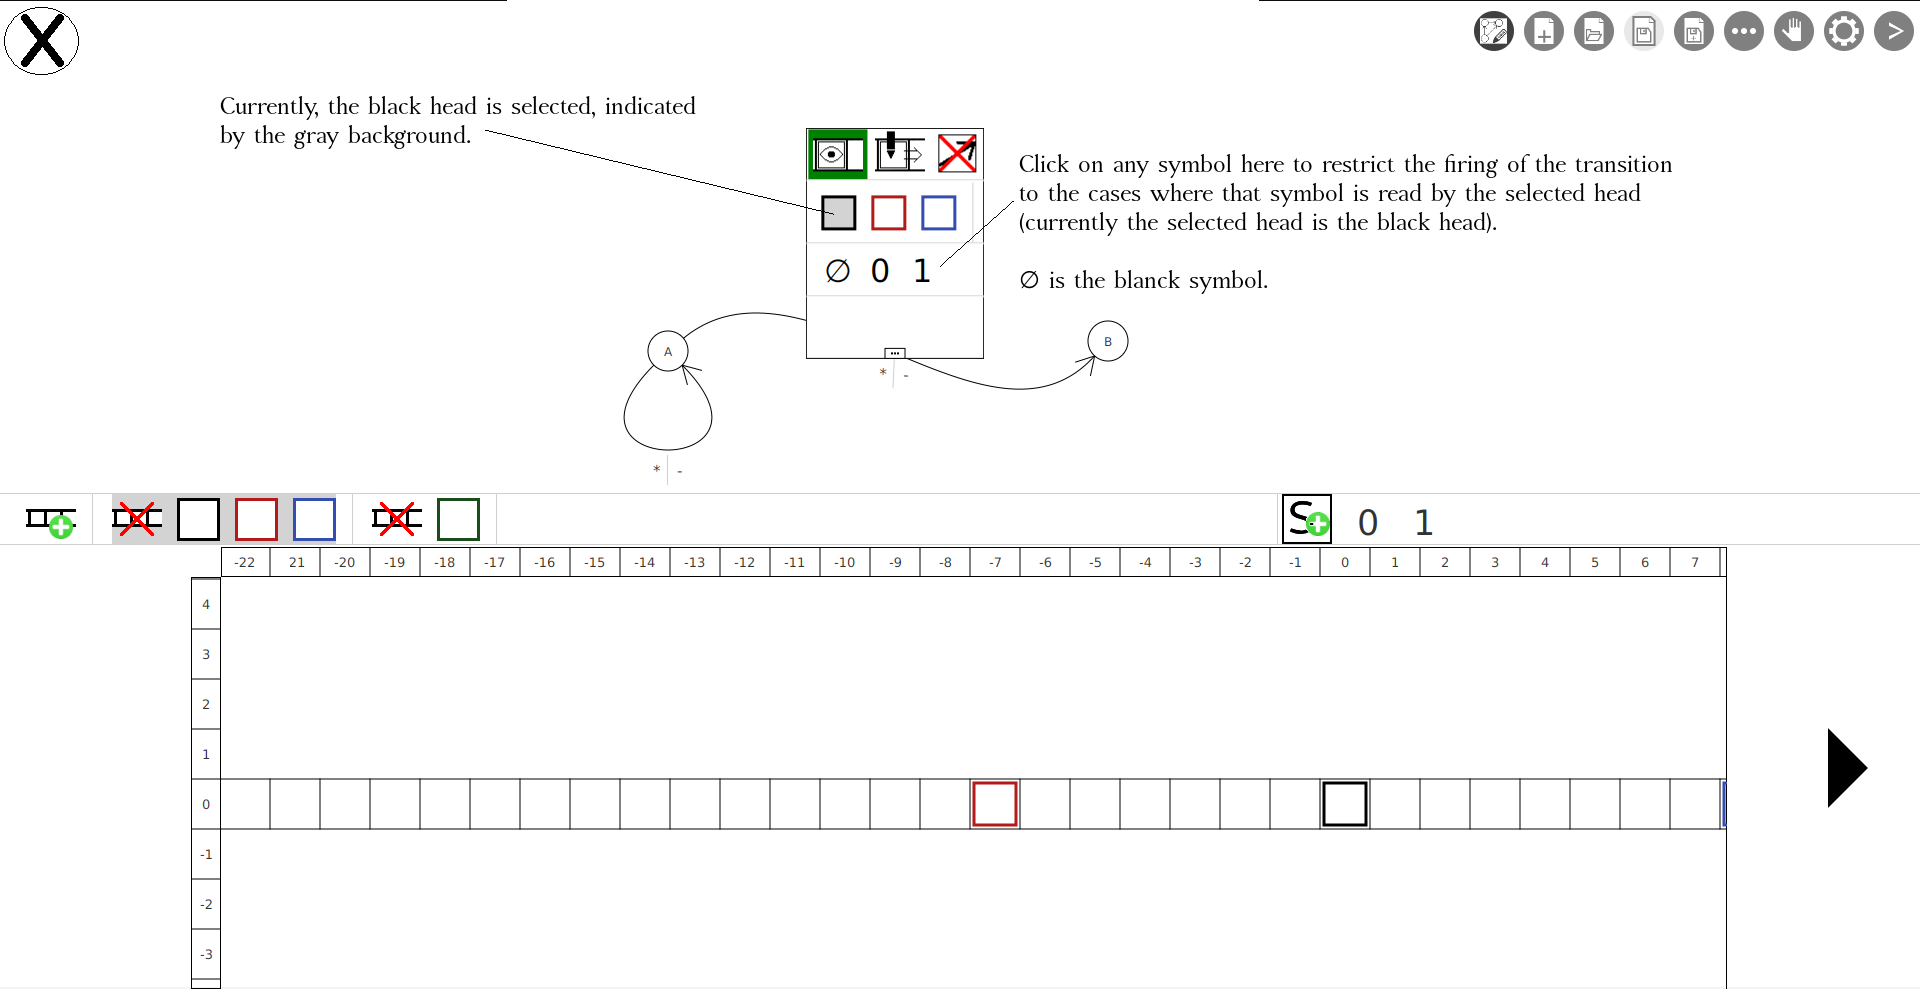 X
>
Currently, the black head is selected, indicated
by the gray background.
Click on any symbol here to restrict the firing of the transition
to the cases where that symbol is read by the selected head
(currently the selected head is the black head).
∅ 0 1
∅ is the blanck symbol.
A
B
...
* | -
* | -
S 0 1
-22 21 -20 -19 -18 -17 -16 -15 -14 -13 -12 -11 -10 -9 -8 -7 -6 -5 -4 -3 -2 -1 0 1 2 3 4 5 6 7
4
3
2
1
0
-1
-2
-3